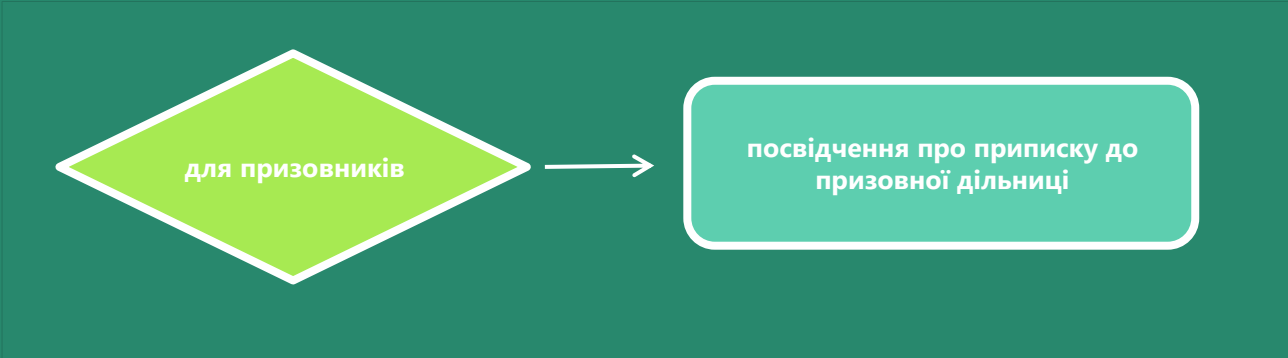 для призовників
посвідчення про приписку до
призовної дільниці